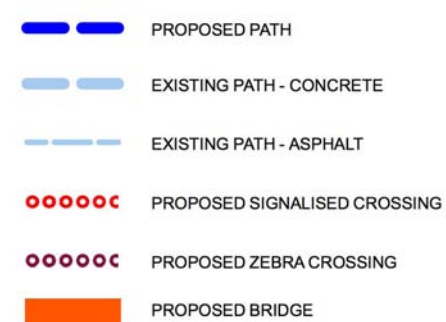 PROPOSED PATH
EXISTING PATH - CONCRETE
EXISTING PATH - ASPHALT
PROPOSED SIGNALISED CROSSING
PROPOSED ZEBRA CROSSING
PROPOSED BRIDGE